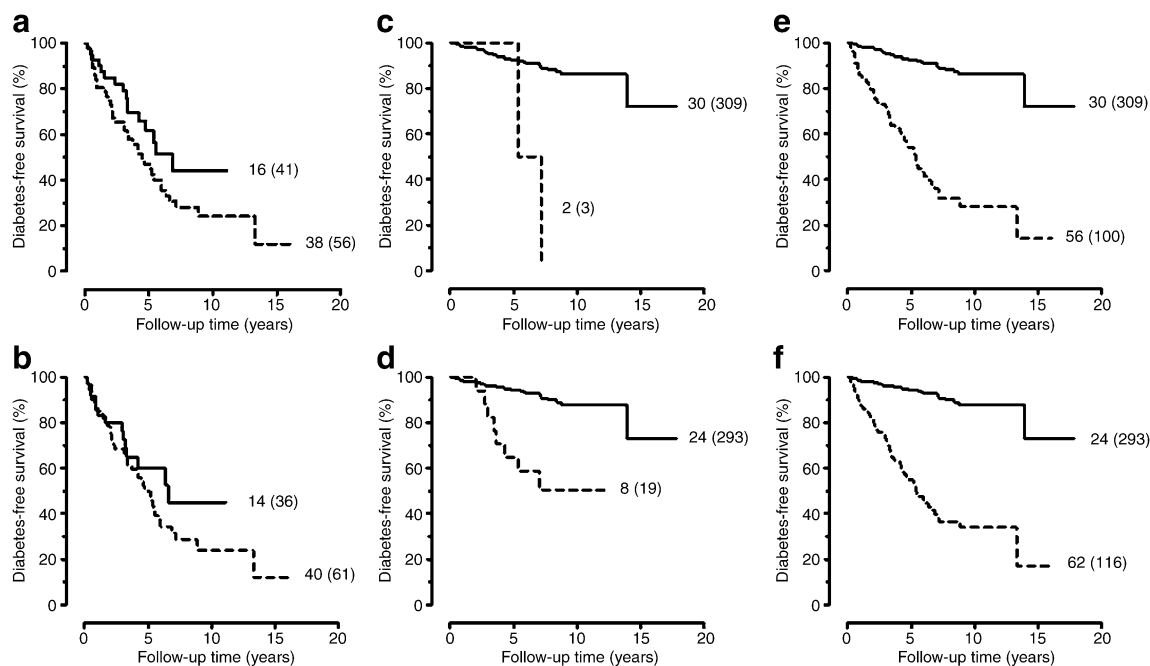 a
Diabetes-free survival (%)
100
80
60
40
20
0
16 (41)
38 (56)
0 5 10 15 20
Follow-up time (years)
c
Diabetes-free survival (%)
100
80
60
40
20
0
30 (309)
2 (3)
0 5 10 15 20
Follow-up time (years)
e
Diabetes-free survival (%)
100
80
60
40
20
0
30 (309)
56 (100)
0 5 10 15 20
Follow-up time (years)
b
Diabetes-free survival (%)
100
80
60
40
20
0
14 (36)
40 (61)
0 5 10 15 20
Follow-up time (years)
d
Diabetes-free survival (%)
100
80
60
40
20
0
24 (293)
8 (19)
0 5 10 15 20
Follow-up time (years)
f
Diabetes-free survival (%)
100
80
60
40
20
0
24 (293)
62 (116)
0 5 10 15 20
Follow-up time (years)